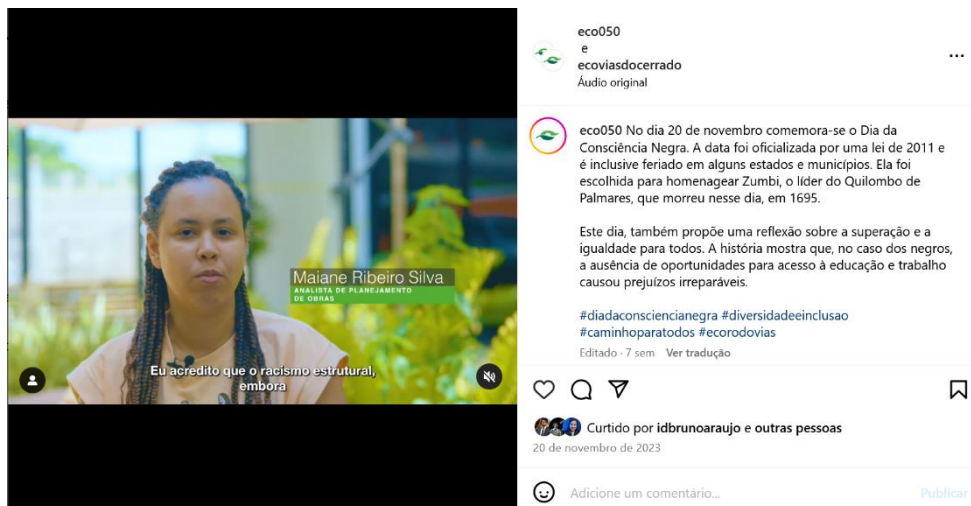 Maiane Ribeiro Silva
ANALISTA DE PLANEJAMENTO
DE OBRAS
Eu acredito que o racismo estrutural,
embora
eco050
e
ecoviasdocerrado
Áudio original
eco050 No dia 20 de novembro comemora-se o Dia da
Consciência Negra. A data foi oficializada por uma lei de 2011 e
é inclusive feriado em alguns estados e municípios. Ela foi
escolhida para homenagear Zumbi, o líder do Quilombo de
Palmares, que morreu nesse dia, em 1695.
Este dia, também propõe uma reflexão sobre a superação e a
igualdade para todos. A história mostra que, no caso dos negros,
a ausência de oportunidades para acesso à educação e trabalho
causou prejuízos irreparáveis.
#diadaconsciencianegra #diversidadeeinclusao
#caminhoparatodos #ecorodovias
Editado · 7 sem Ver tradução
Curtido por idbrunoaraujo e outras pessoas
20 de novembro de 2023
Adicione um comentário...
Publicar